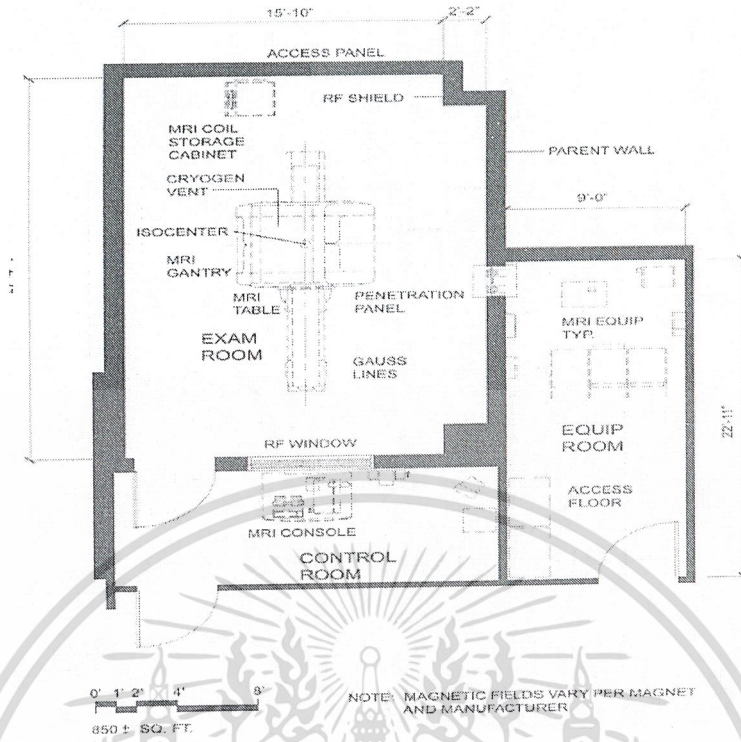 15'-10"
2'-2"
ACCESS PANEL
RF SHIELD
MRI COIL
STORAGE
CABINET
PARENT WALL
CRYOGEN
VENT
9'-0"
ISOCENTER
MRI
GANTRY
MRI
TABLE
PENETRATION
PANEL
MRI EQUIP
TYP.
EXAM
ROOM
GAUSS
LINES
22'-11"
EQUIP
ROOM
RF WINDOW
ACCESS
FLOOR
MRI CONSOLE
CONTROL
ROOM
0' 1' 2' 4' 8'
850 ± SQ. FT.
NOTE: MAGNETIC FIELDS VARY PER MAGNET
AND MANUFACTURER